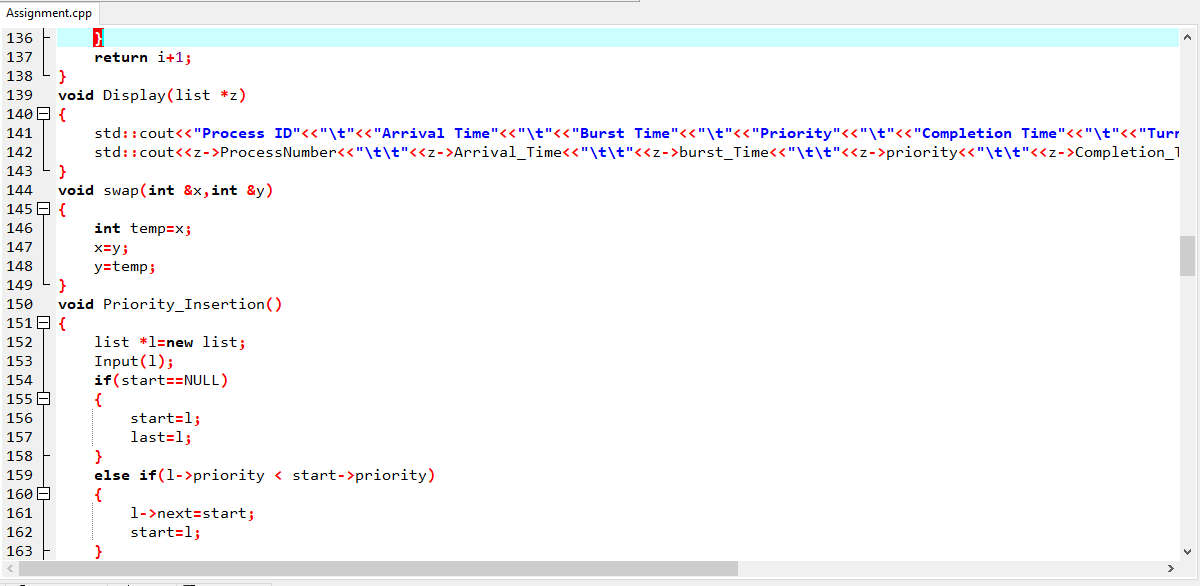 Assignment.cpp
136 }
137 return i+1;
138 }
139 void Display(list *z)
140 {
141 std::cout<<"Process ID"<<"\t"<<"Arrival Time"<<"\t"<<"Burst Time"<<"\t"<<"Priority"<<"\t"<<"Completion Time"<<"\t"<<"Turr
142 std::cout<<z->ProcessNumber<<"\t\t"<<z->Arrival_Time<<"\t\t"<<z->burst_Time<<"\t\t"<<z->priority<<"\t\t"<<z->Completion_T
143 }
144 void swap(int &x,int &y)
145 {
146 int temp=x;
147 x=y;
148 y=temp;
149 }
150 void Priority_Insertion()
151 {
152 list *l=new list;
153 Input(l);
154 if(start==NULL)
155 {
156 start=l;
157 last=l;
158 }
159 else if(l->priority < start->priority)
160 {
161 l->next=start;
162 start=l;
163 }